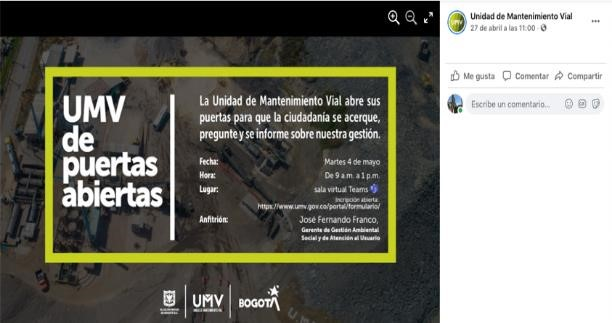 Unidad de Mantenimiento Vial
27 de abril a las 11:00 ·
Me gusta Comentar Compartir
Escribe un comentario...
UMV
de
puertas
abiertas
La Unidad de Mantenimiento Vial abre sus
puertas para que la ciudadanía se acerque,
pregunte y se informe sobre nuestra gestión.
Fecha: Martes 4 de mayo
Hora: De 9 a.m. a 1 p.m.
Lugar: sala virtual Teams
Incripción abierta:
https://www.umv.gov.co/portal/formulario/
Anfitrión: José Fernando Franco,
Gerente de Gestión Ambiental
Social y de Atención al Usuario
UMV
BOGOTÁ